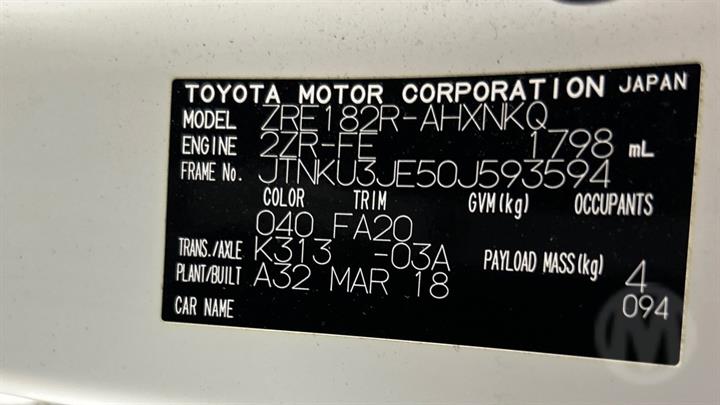 TOYOTA MOTOR CORPORATION JAPAN
MODEL ZRE182R-AHXNKQ
ENGINE 2ZR-FE 1798 mL
FRAME No. JTNKU3JE50J593594
COLOR TRIM GVM(kg) OCCUPANTS
040 FA20
TRANS./AXLE K313 -03A PAYLOAD MASS(kg)
PLANT/BUILT A32 MAR 18 4
CAR NAME 094
M